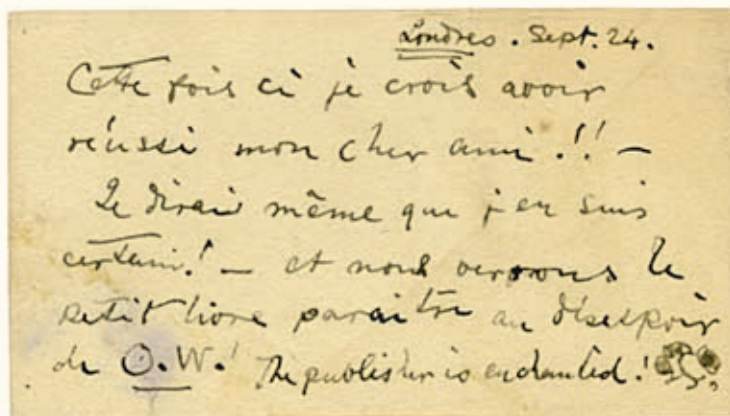 Londres. Sept. 24.
Cette fois ci je crois avoir
réussi mon cher ami!! —
Je dirai même que j'en suis
certain! — et nous verrons le
petit livre paraître au désespoir
de O.W.! The publisher is enchanted!